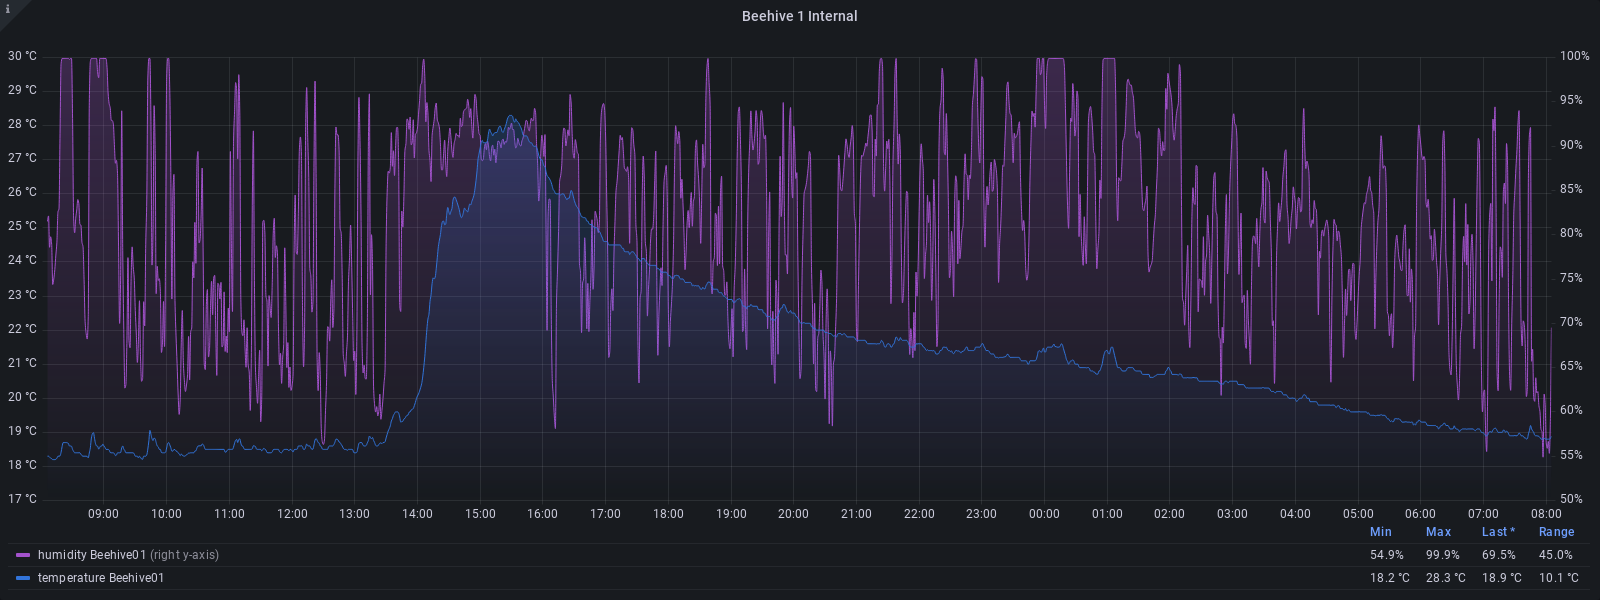 i
Beehive 1 Internal
30 °C 100%
29 °C 95%
28 °C 90%
27 °C 85%
26 °C 80%
25 °C 75%
24 °C 70%
23 °C 65%
22 °C 60%
21 °C 55%
20 °C 50%
19 °C
18 °C
17 °C
09:00 10:00 11:00 12:00 13:00 14:00 15:00 16:00 17:00 18:00 19:00 20:00 21:00 22:00 23:00 00:00 01:00 02:00 03:00 04:00 05:00 06:00 07:00 08:00
Min Max Last * Range
humidity Beehive01 (right y-axis) 54.9% 99.9% 69.5% 45.0%
temperature Beehive01 18.2 °C 28.3 °C 18.9 °C 10.1 °C